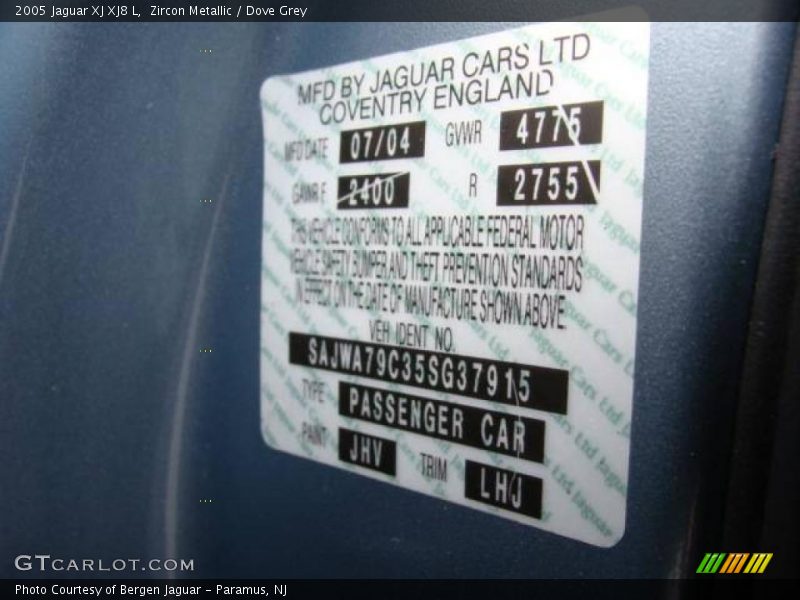 2005 Jaguar XJ XJ8 L, Zircon Metallic / Dove Grey
MFD BY JAGUAR CARS LTD
COVENTRY ENGLAND
MFD DATE 07/04 GVWR 4775
GAWR F 2400 R 2755
THIS VEHICLE CONFORMS TO ALL APPLICABLE FEDERAL MOTOR
VEHICLE SAFETY BUMPER AND THEFT PREVENTION STANDARDS
IN EFFECT ON THE DATE OF MANUFACTURE SHOWN ABOVE
VEH IDENT NO.
SAJWA79C35SG37915
TYPE PASSENGER CAR
PAINT JHV TRIM LHJ
GTCARLOT.COM
Photo Courtesy of Bergen Jaguar - Paramus, NJ